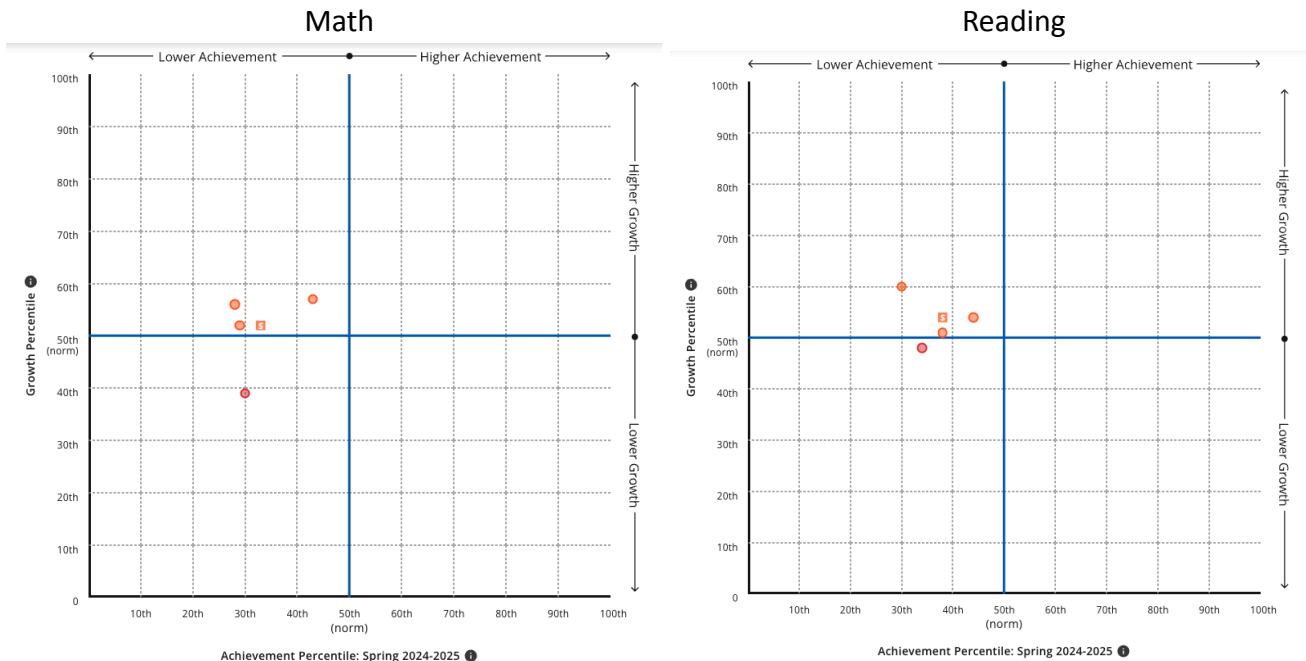 Math
Lower Achievement
Higher Achievement
100th
90th
80th
70th
60th
50th
(norm)
40th
30th
20th
10th
0
Growth Percentile i
Higher Growth
Lower Growth
$
10th 20th 30th 40th 50th 60th 70th 80th 90th 100th
(norm)
Achievement Percentile: Spring 2024-2025 i
Reading
Lower Achievement
Higher Achievement
100th
90th
80th
70th
60th
50th
(norm)
40th
30th
20th
10th
0
Growth Percentile i
Higher Growth
Lower Growth
$
10th 20th 30th 40th 50th 60th 70th 80th 90th 100th
(norm)
Achievement Percentile: Spring 2024-2025 i